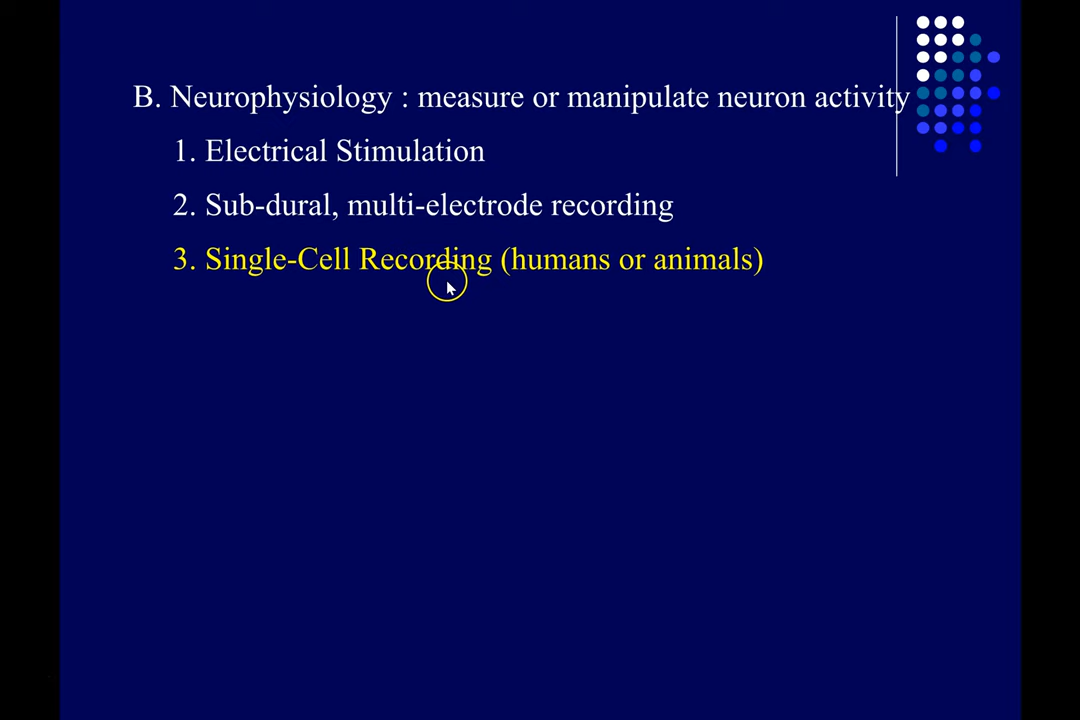 B. Neurophysiology : measure or manipulate neuron activity
1. Electrical Stimulation
2. Sub-dural, multi-electrode recording
3. Single-Cell Recording (humans or animals)